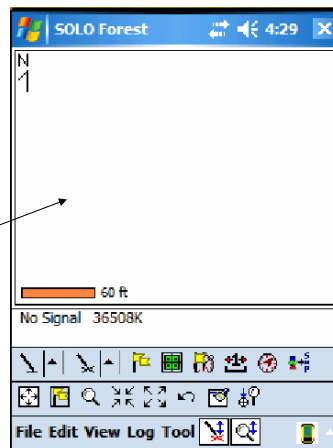 SOLO Forest 4:29
N
60 ft
No Signal 36508K
File Edit View Log Tool